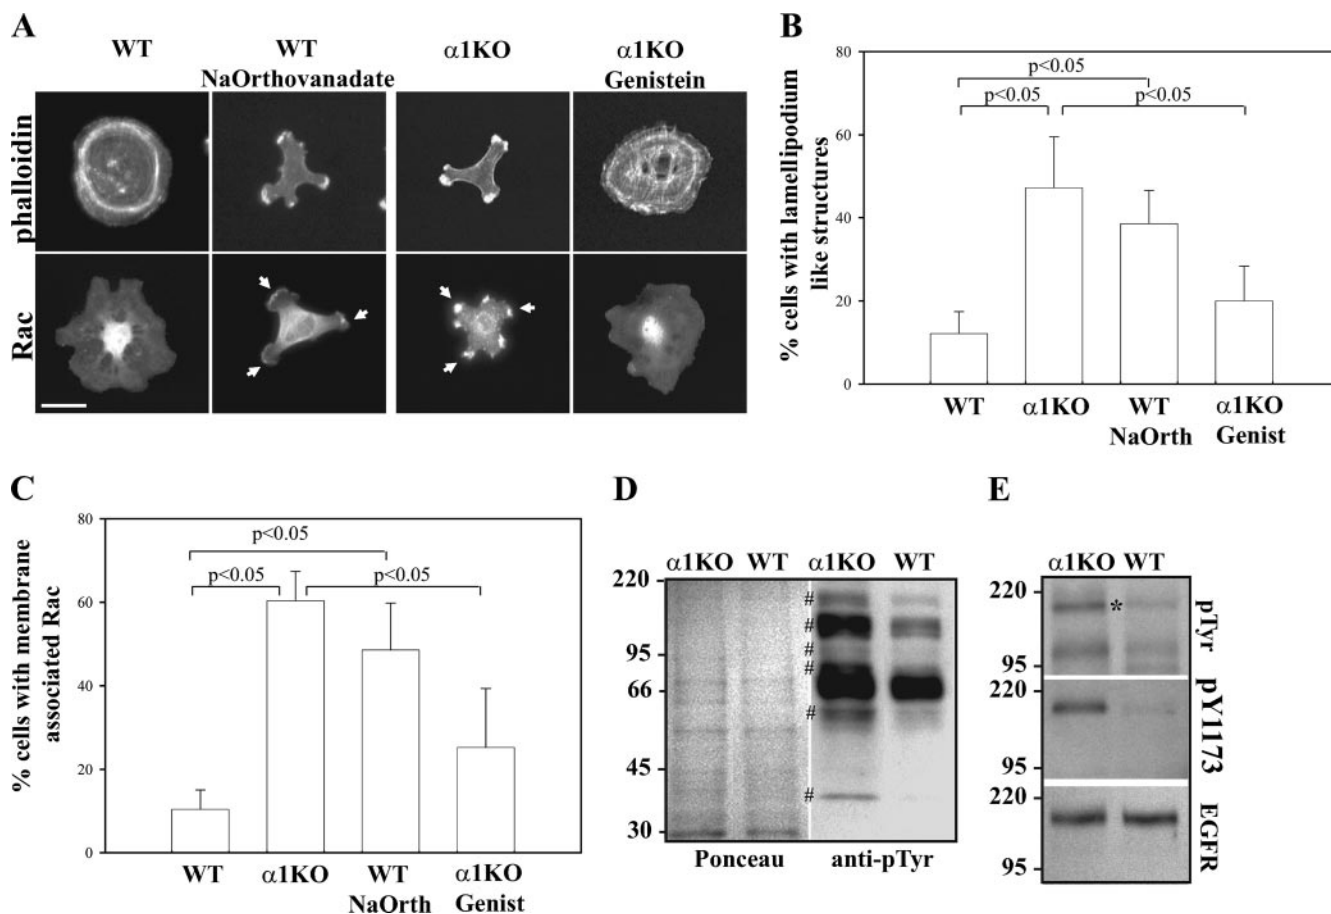 A
WT
WT
NaOrthovanadate
α1KO
α1KO
Genistein
phalloidin
Rac
B
% cells with lamellipodium
like structures
80
60
40
20
0
p<0.05
p<0.05
p<0.05
WT
α1KO
WT
NaOrth
α1KO
Genist
C
% cells with membrane
associated Rac
80
60
40
20
0
p<0.05
p<0.05
p<0.05
WT
α1KO
WT
NaOrth
α1KO
Genist
D
α1KO WT α1KO WT
220
95
66
45
30
#
#
#
#
#
#
Ponceau anti-pTyr
E
α1KO WT
220
*
95
pTyr
220
95
pY1173
220
95
EGFR